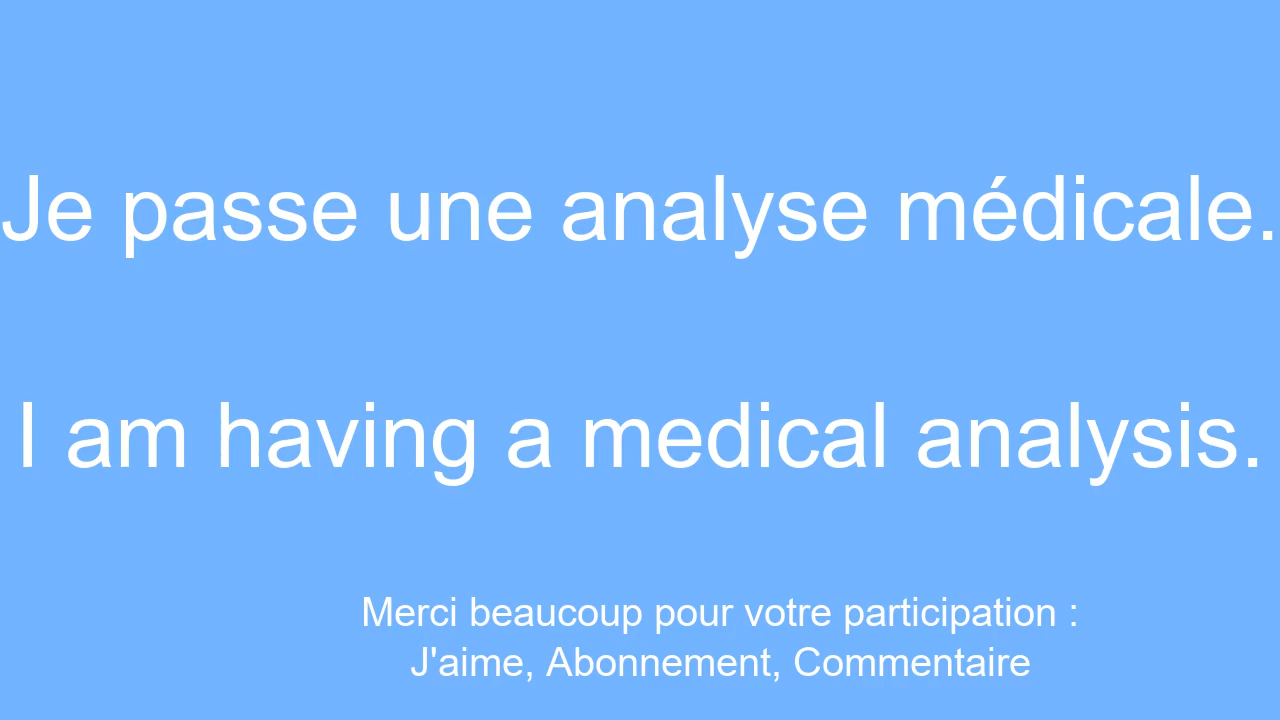 Je passe une analyse médicale.
I am having a medical analysis.
Merci beaucoup pour votre participation :
J'aime, Abonnement, Commentaire